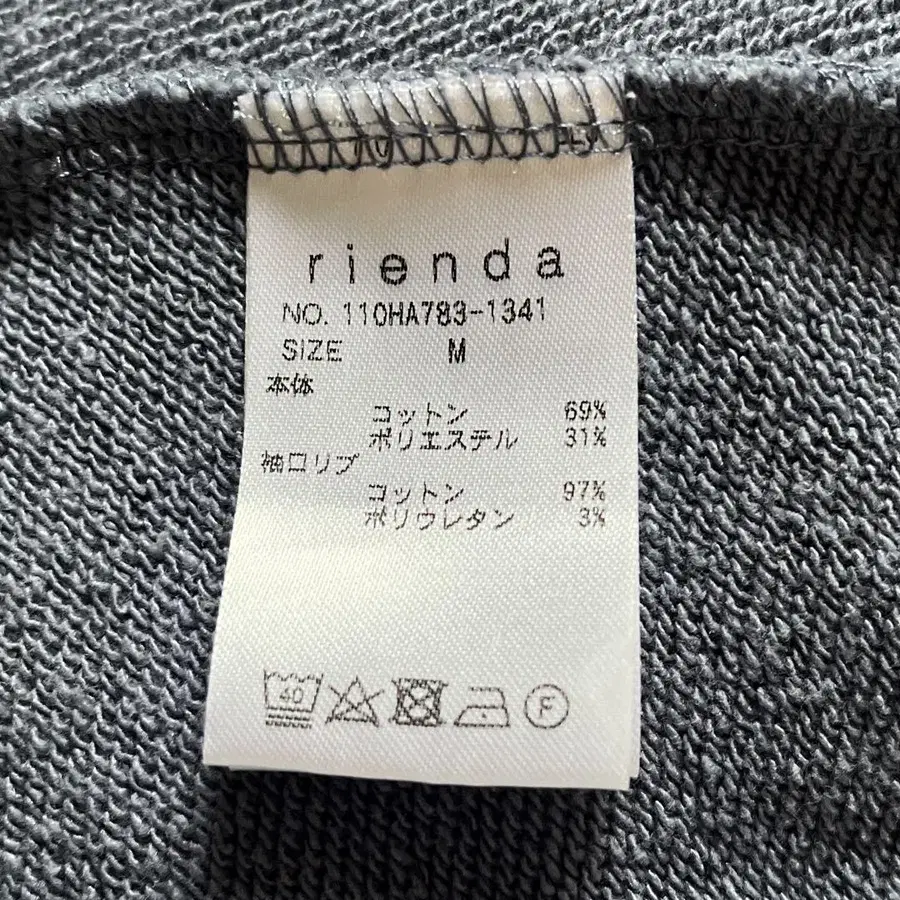 rienda
NO. 110HA783-1341
SIZE M
本体
コットン 69%
ポリエステル 31%
袖口リブ
コットン 97%
ポリウレタン 3%
40 F